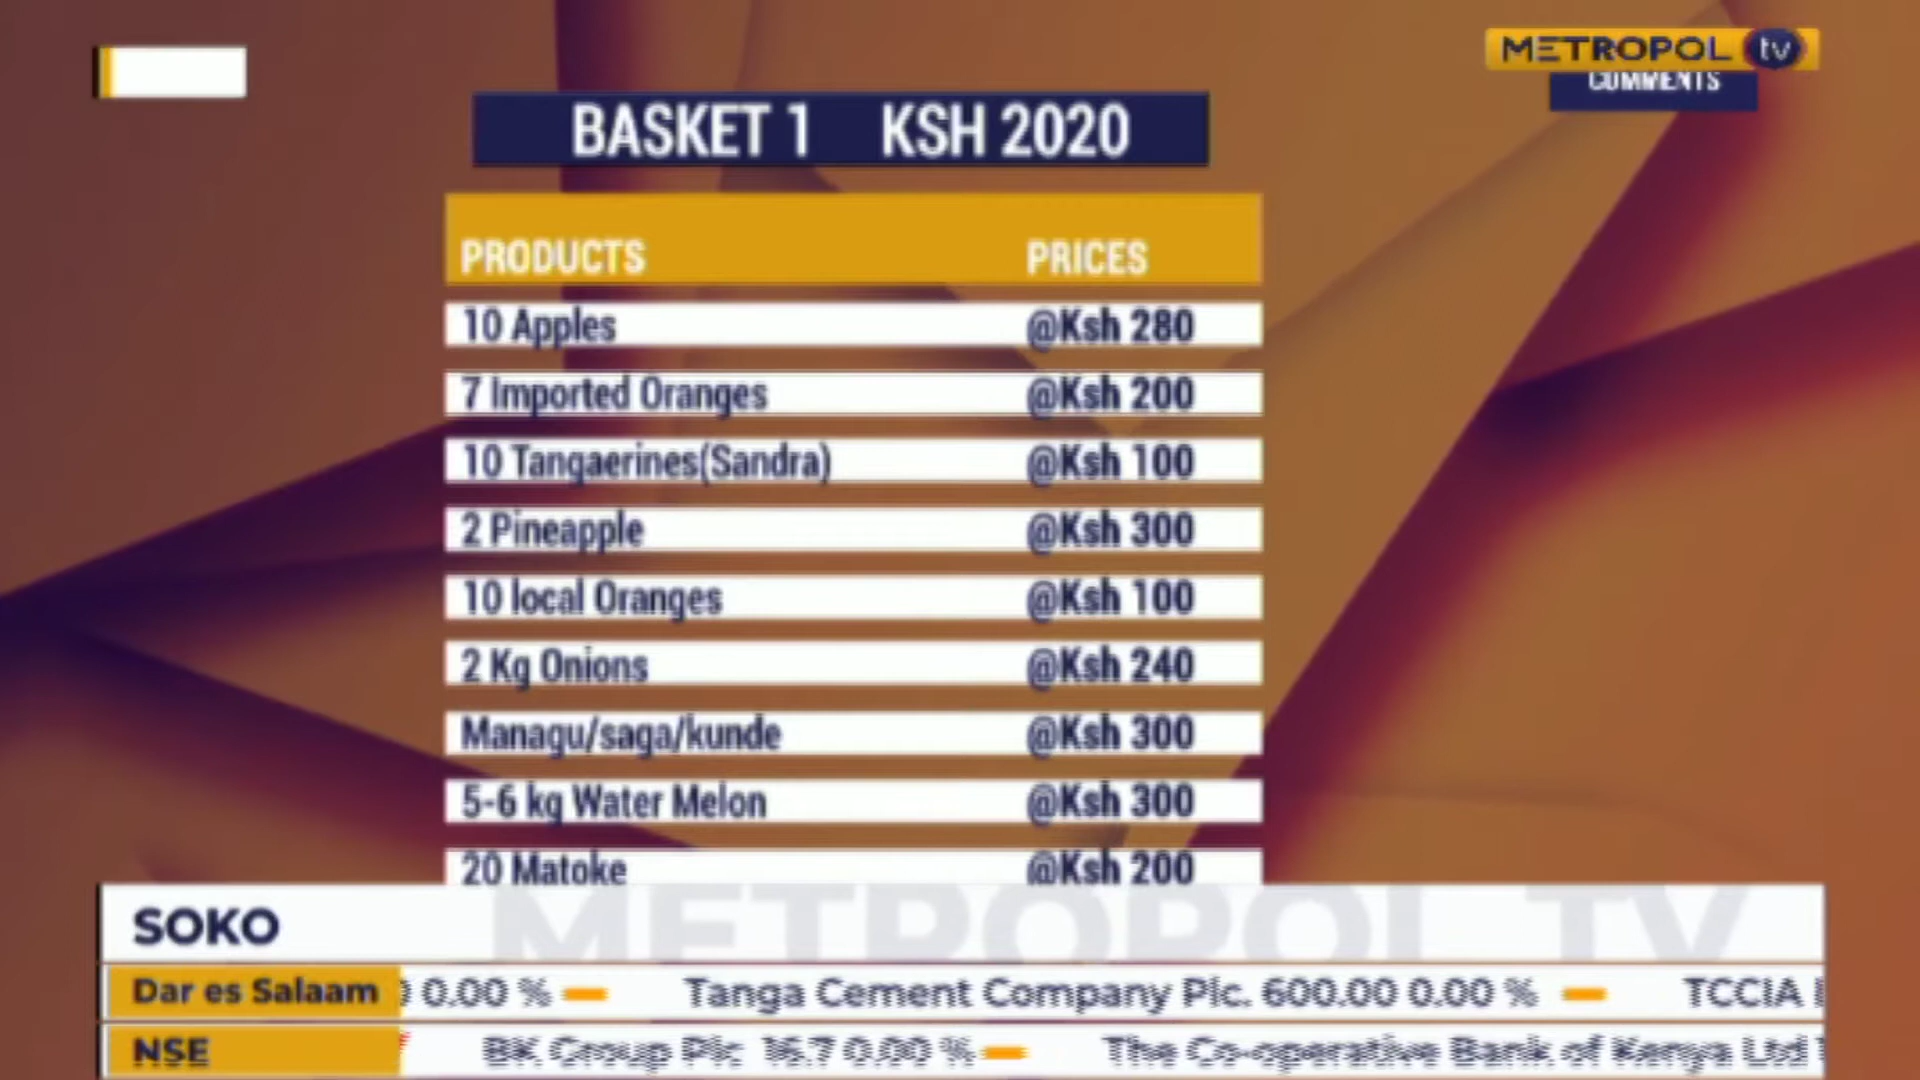 METROPOL tv
COMMENTS
BASKET 1 KSH 2020
PRODUCTS PRICES
10 Apples @Ksh 280
7 Imported Oranges @Ksh 200
10 Tangaerines(Sandra) @Ksh 100
2 Pineapple @Ksh 300
10 local Oranges @Ksh 100
2 Kg Onions @Ksh 240
Managu/saga/kunde @Ksh 300
5-6 kg Water Melon @Ksh 300
20 Matoke @Ksh 200
METROPOL TV
SOKO
Dar es Salaam 0.00 % Tanga Cement Company Plc. 600.00 0.00 % TCCIA
NSE BK Group Plc 16.7 0.00 % The Co-operative Bank of Kenya Ltd